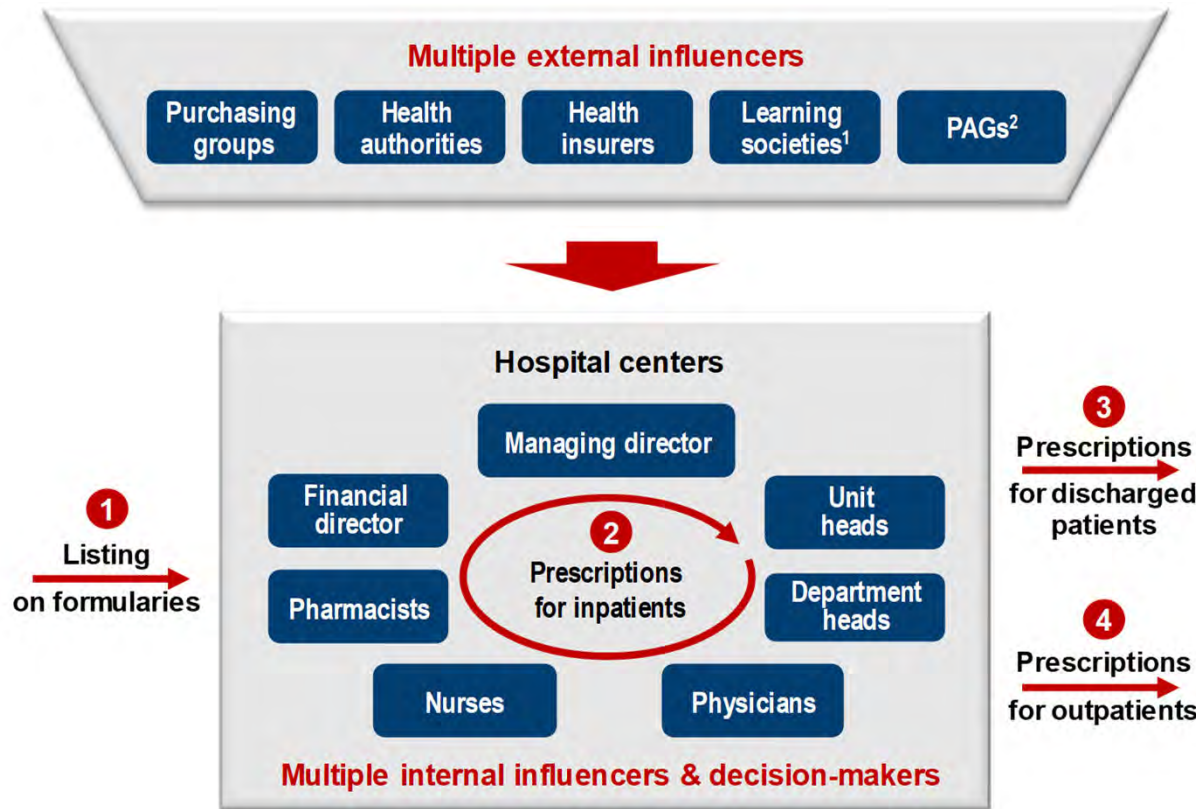 Multiple external influencers
Purchasing
groups
Health
authorities
Health
insurers
Learning
societies¹
PAGs²
Hospital centers
Managing director
Financial
director
Pharmacists
Nurses
Physicians
Unit
heads
Department
heads
2
Prescriptions
for inpatients
Multiple internal influencers & decision-makers
1
Listing
on formularies
3
Prescriptions
for discharged
patients
4
Prescriptions
for outpatients